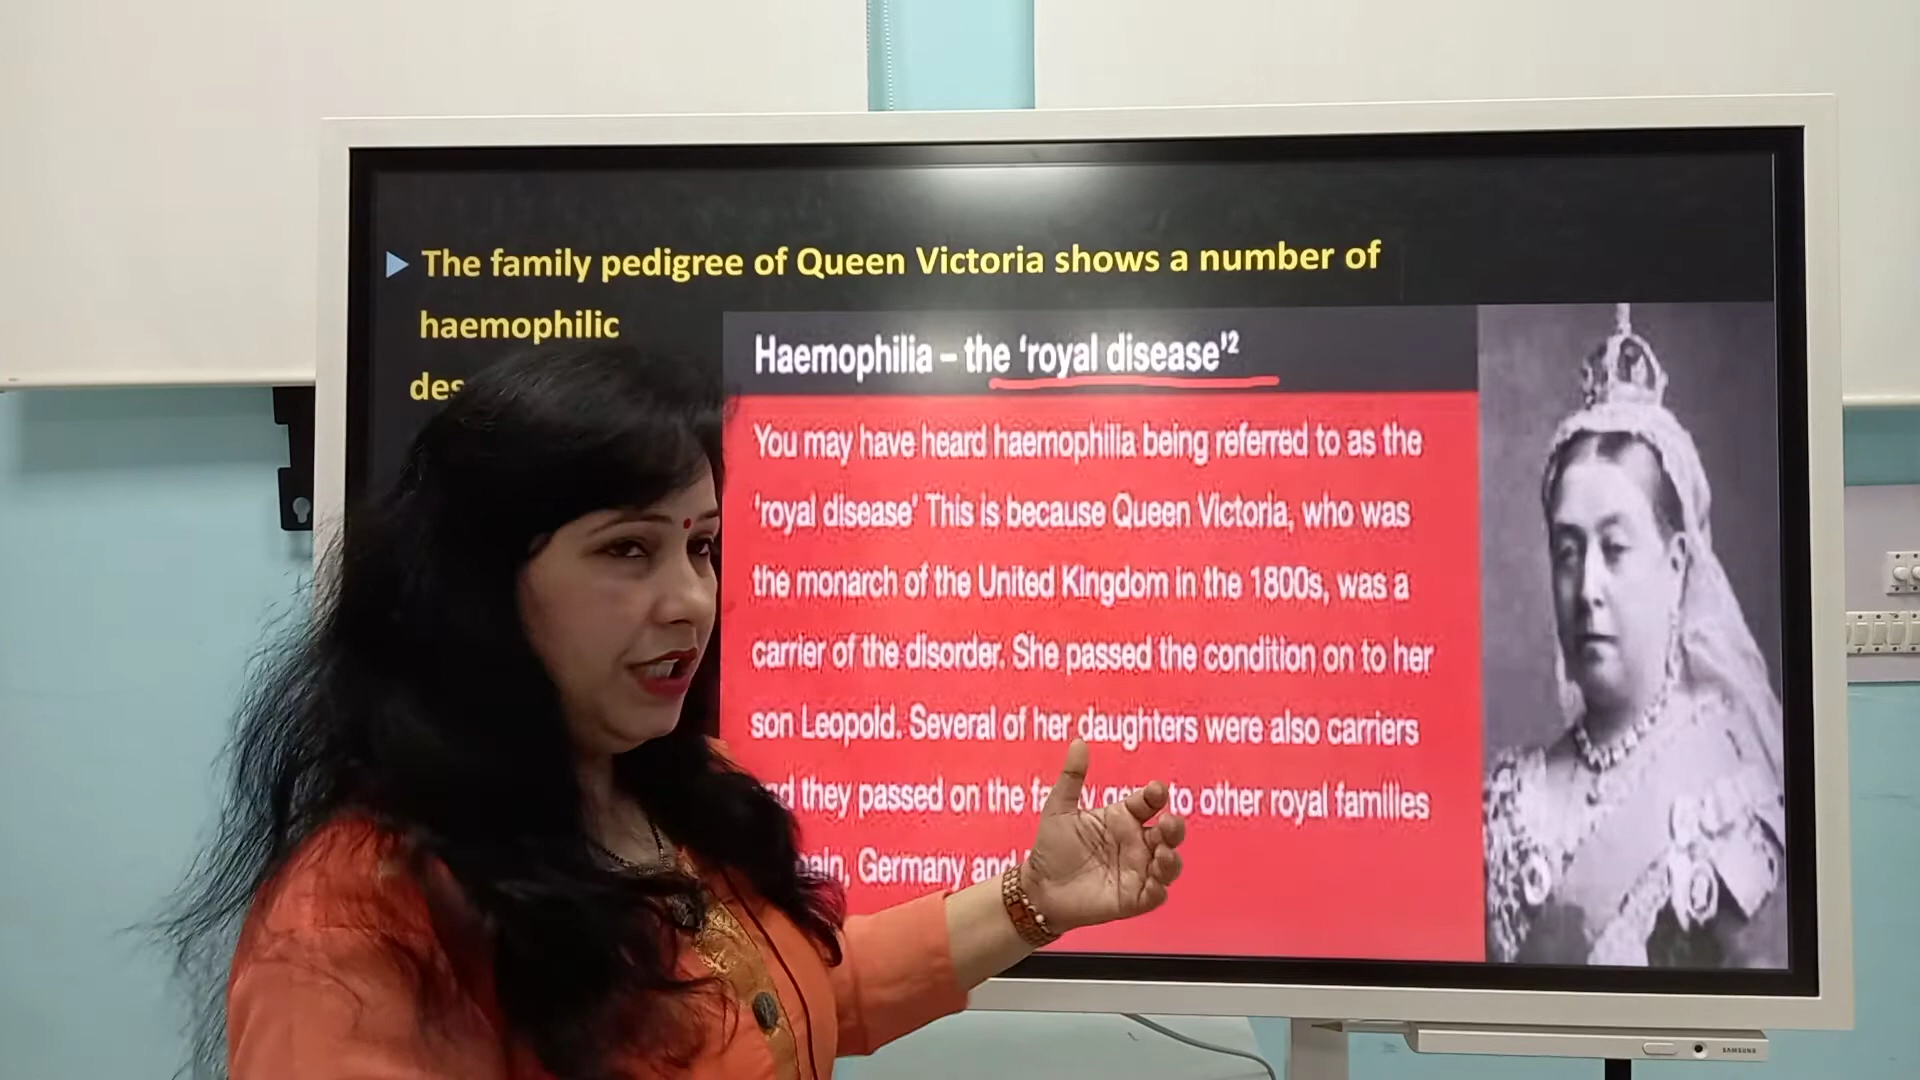 The family pedigree of Queen Victoria shows a number of
haemophilic
Haemophilia – the ‘royal disease’²
You may have heard haemophilia being referred to as the
‘royal disease’ This is because Queen Victoria, who was
the monarch of the United Kingdom in the 1800s, was a
carrier of the disorder. She passed the condition on to her
son Leopold. Several of her daughters were also carriers
they passed on the to other royal families
Germany and
SAMSUNG